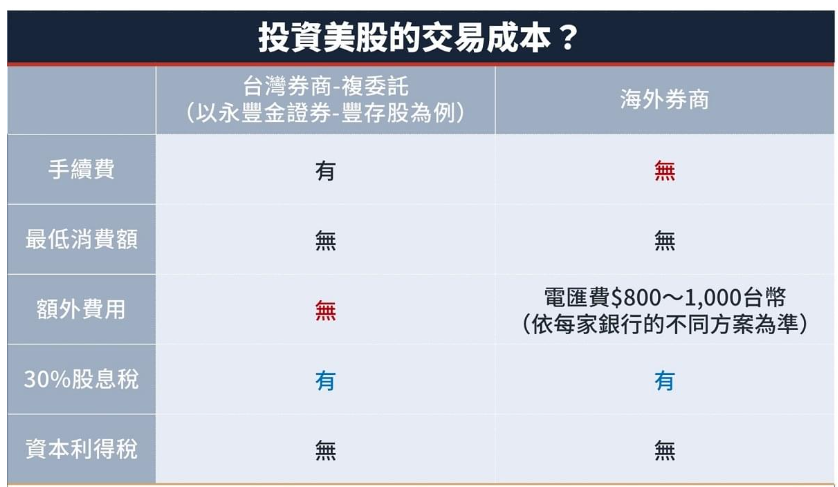 投資美股的交易成本？
台灣券商-複委託
（以永豐金證券-豐存股為例）
海外券商
手續費
有
無
最低消費額
無
無
額外費用
無
電匯費$800～1,000台幣
（依每家銀行的不同方案為準）
30%股息稅
有
有
資本利得稅
無
無